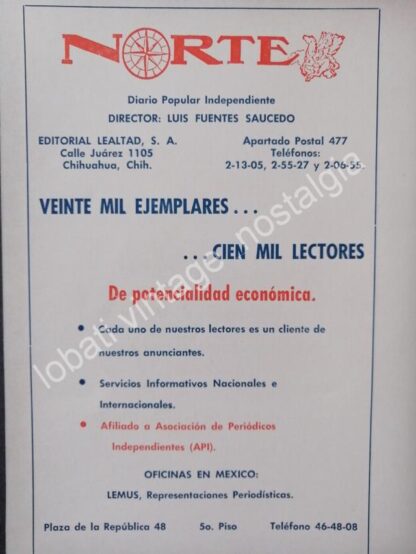 NORTE
Diario Popular Independiente
DIRECTOR: LUIS FUENTES SAUCEDO
EDITORIAL LEALTAD, S. A.
Calle Juárez 1105
Chihuahua, Chih.
Apartado Postal 477
Teléfonos:
2-13-05, 2-55-27 y 2-06-55.
VEINTE MIL EJEMPLARES . . .
. . . CIEN MIL LECTORES
De potencialidad económica.
• Cada uno de nuestros lectores es un cliente de
nuestros anunciantes.
• Servicios Informativos Nacionales e
Internacionales.
• Afiliado a Asociación de Periódicos
Independientes (API).
OFICINAS EN MEXICO:
LEMUS, Representaciones Periodísticas.
Plaza de la República 48 5o. Piso Teléfono 46-48-08
lobati vintage nostalgia